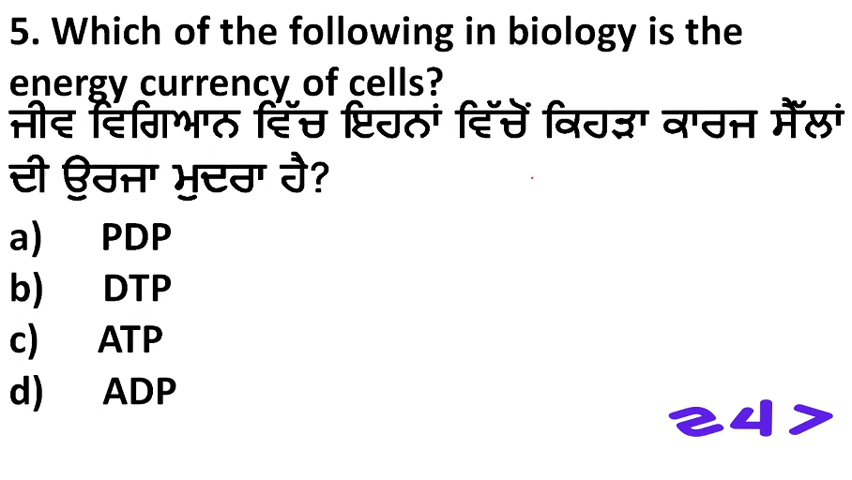 5. Which of the following in biology is the
energy currency of cells?
ਜੀਵ ਵਿਗਿਆਨ ਵਿੱਚ ਇਹਨਾਂ ਵਿੱਚੋਂ ਕਿਹੜਾ ਕਾਰਜ ਸੈੱਲਾਂ
ਦੀ ਉਰਜਾ ਮੁਦਰਾ ਹੈ?
a) PDP
b) DTP
c) ATP
d) ADP